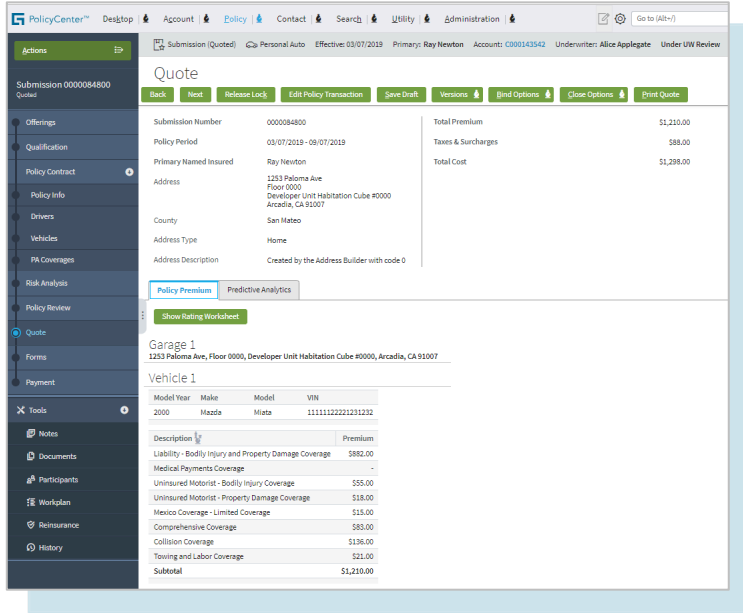 PolicyCenter™ Desktop Account Policy Contact Search Utility Administration Go to (Alt+/)
Actions
Submission (Quoted) Personal Auto Effective: 03/07/2019 Primary: Ray Newton Account: C000143542 Underwriter: Alice Applegate Under UW Review
Submission 0000084800
Quoted
Offerings
Qualification
Policy Contract
Policy Info
Drivers
Vehicles
PA Coverages
Risk Analysis
Policy Review
Quote
Forms
Payment
Tools
Notes
Documents
Participants
Workplan
Reinsurance
History
Quote
Back Next Release Lock Edit Policy Transaction Save Draft Versions Bind Options Close Options Print Quote
Submission Number 0000084800
Policy Period 03/07/2019 - 09/07/2019
Primary Named Insured Ray Newton
Address 1253 Paloma Ave
Floor 0000
Developer Unit Habitation Cube #0000
Arcadia, CA 91007
County San Mateo
Address Type Home
Address Description Created by the Address Builder with code 0
Total Premium $1,210.00
Taxes & Surcharges $88.00
Total Cost $1,298.00
Policy Premium Predictive Analytics
Show Rating Worksheet
Garage 1
1253 Paloma Ave, Floor 0000, Developer Unit Habitation Cube #0000, Arcadia, CA 91007
Vehicle 1
Model Year Make Model VIN
2000 Mazda Miata 11111122221231232
Description Premium
Liability - Bodily Injury and Property Damage Coverage $882.00
Medical Payments Coverage -
Uninsured Motorist - Bodily Injury Coverage $55.00
Uninsured Motorist - Property Damage Coverage $18.00
Mexico Coverage - Limited Coverage $15.00
Comprehensive Coverage $83.00
Collision Coverage $136.00
Towing and Labor Coverage $21.00
Subtotal $1,210.00